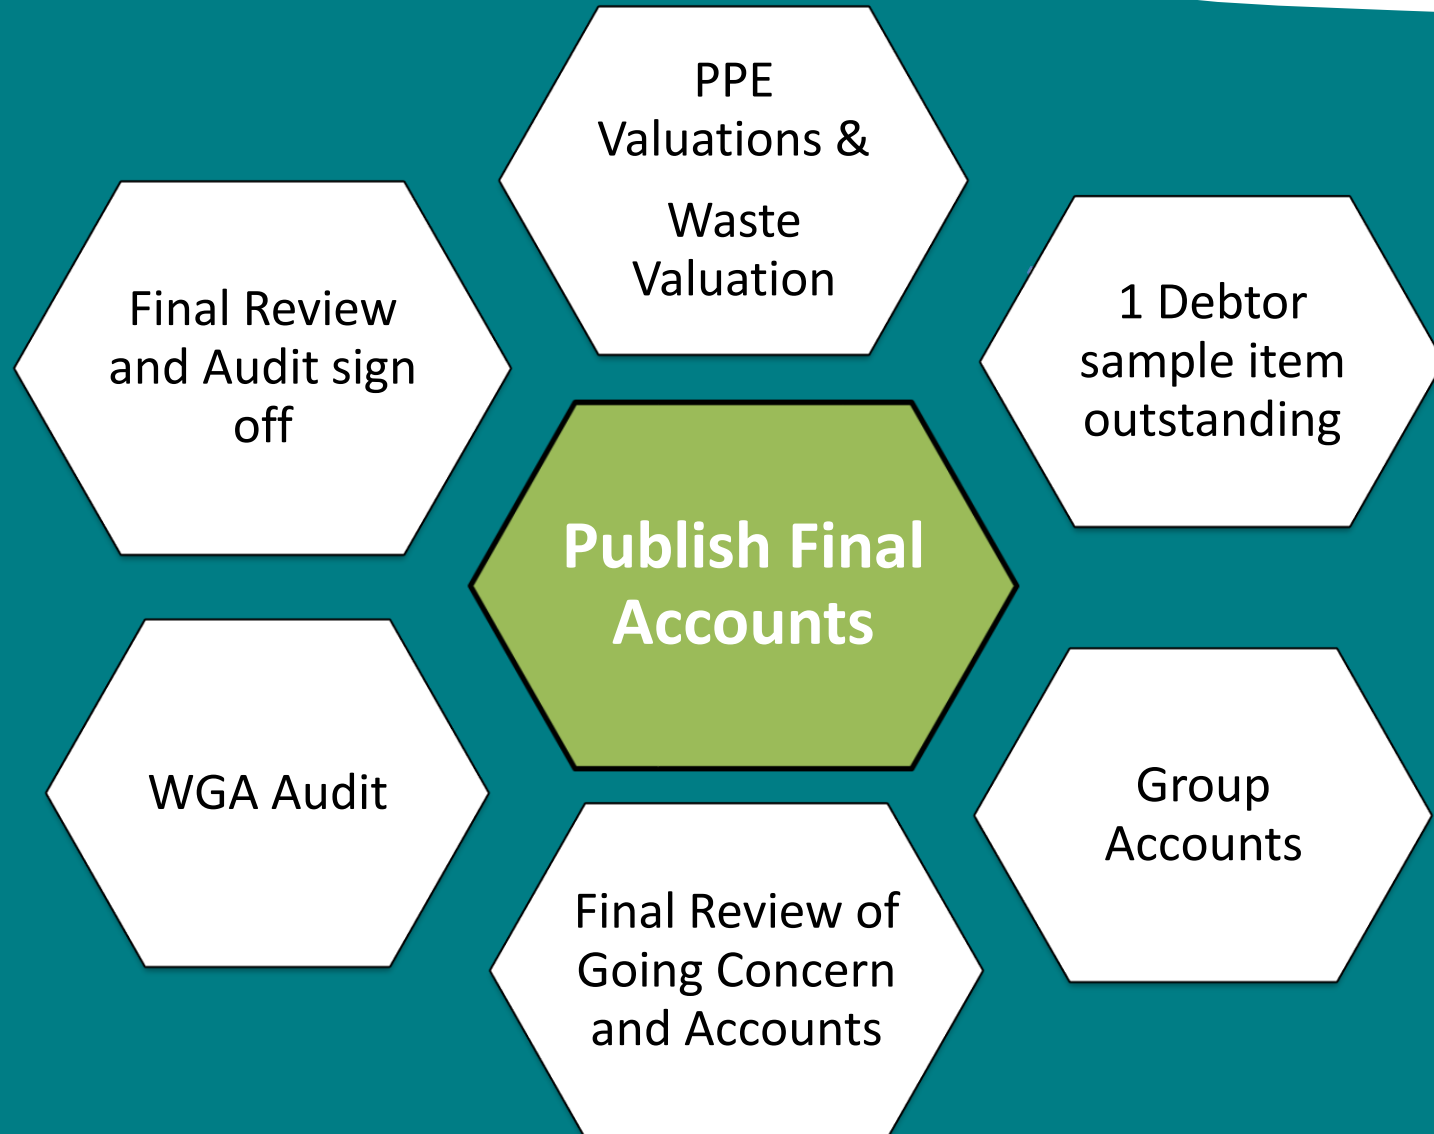 PPE
Valuations &
Waste
Valuation
1 Debtor
sample item
outstanding
Group
Accounts
Final Review of
Going Concern
and Accounts
WGA Audit
Final Review
and Audit sign
off
Publish Final
Accounts